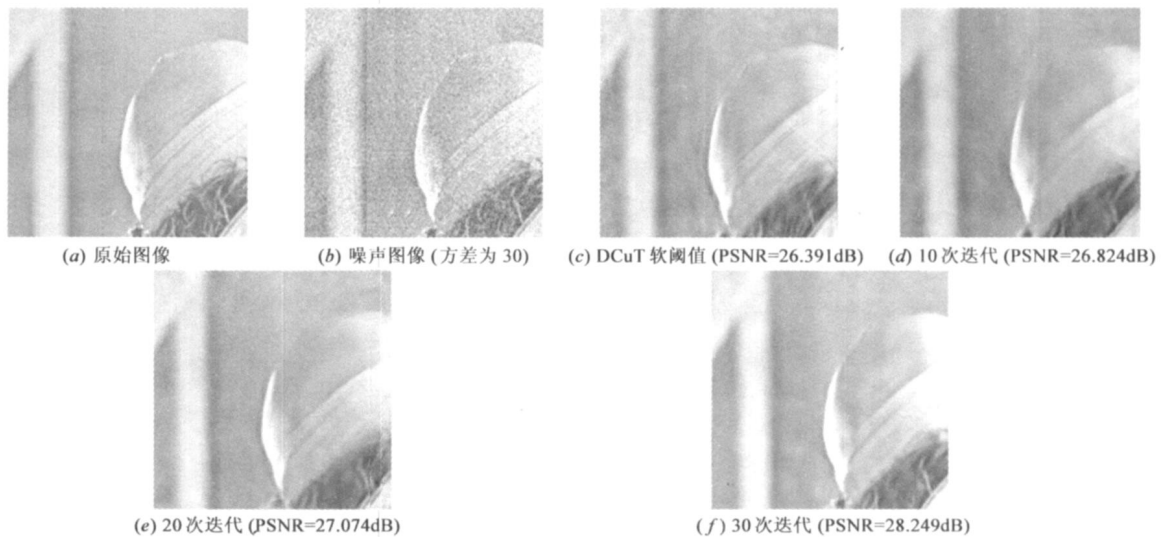 (a) 原始图像
(b) 噪声图像 (方差为 30)
(c) DCuT 软阈值 (PSNR=26.391dB)
(d) 10 次迭代 (PSNR=26.824dB)
(e) 20 次迭代 (PSNR=27.074dB)
(f) 30 次迭代 (PSNR=28.249dB)